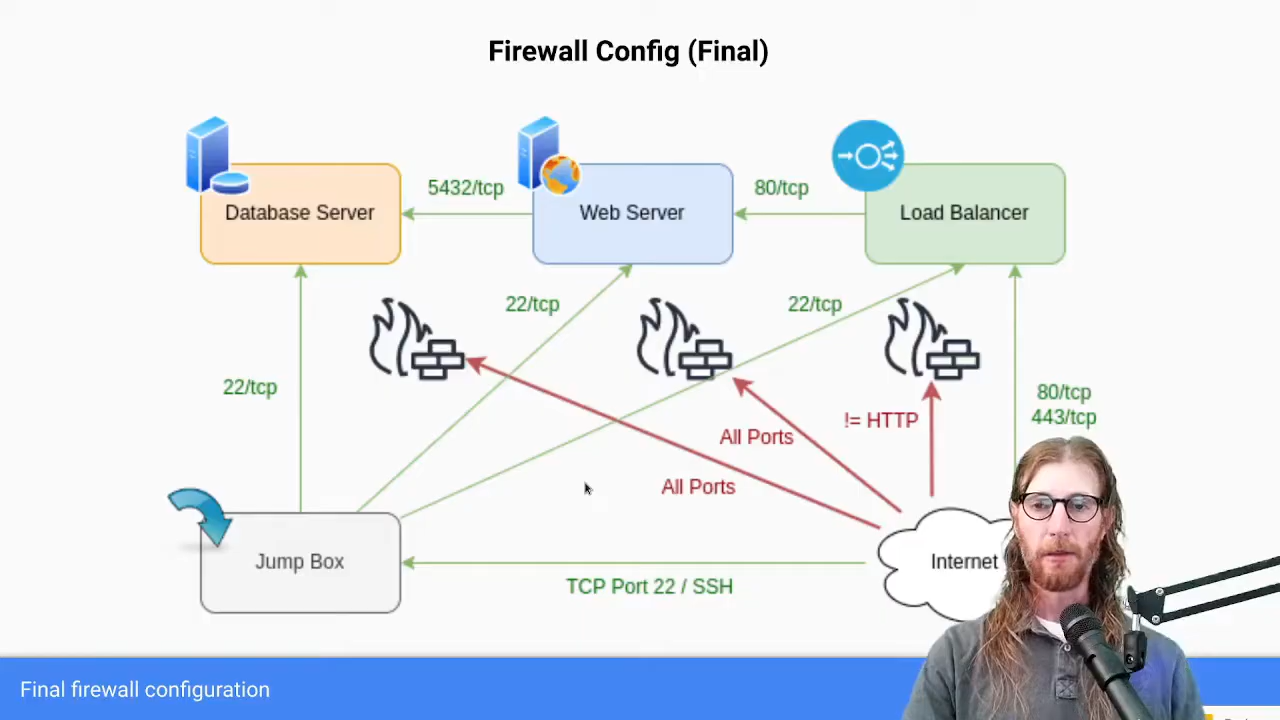 Firewall Config (Final)
5432/tcp
80/tcp
Database Server
Web Server
Load Balancer
22/tcp
22/tcp
22/tcp
80/tcp
443/tcp
!= HTTP
All Ports
All Ports
Jump Box
Internet
TCP Port 22 / SSH
Final firewall configuration